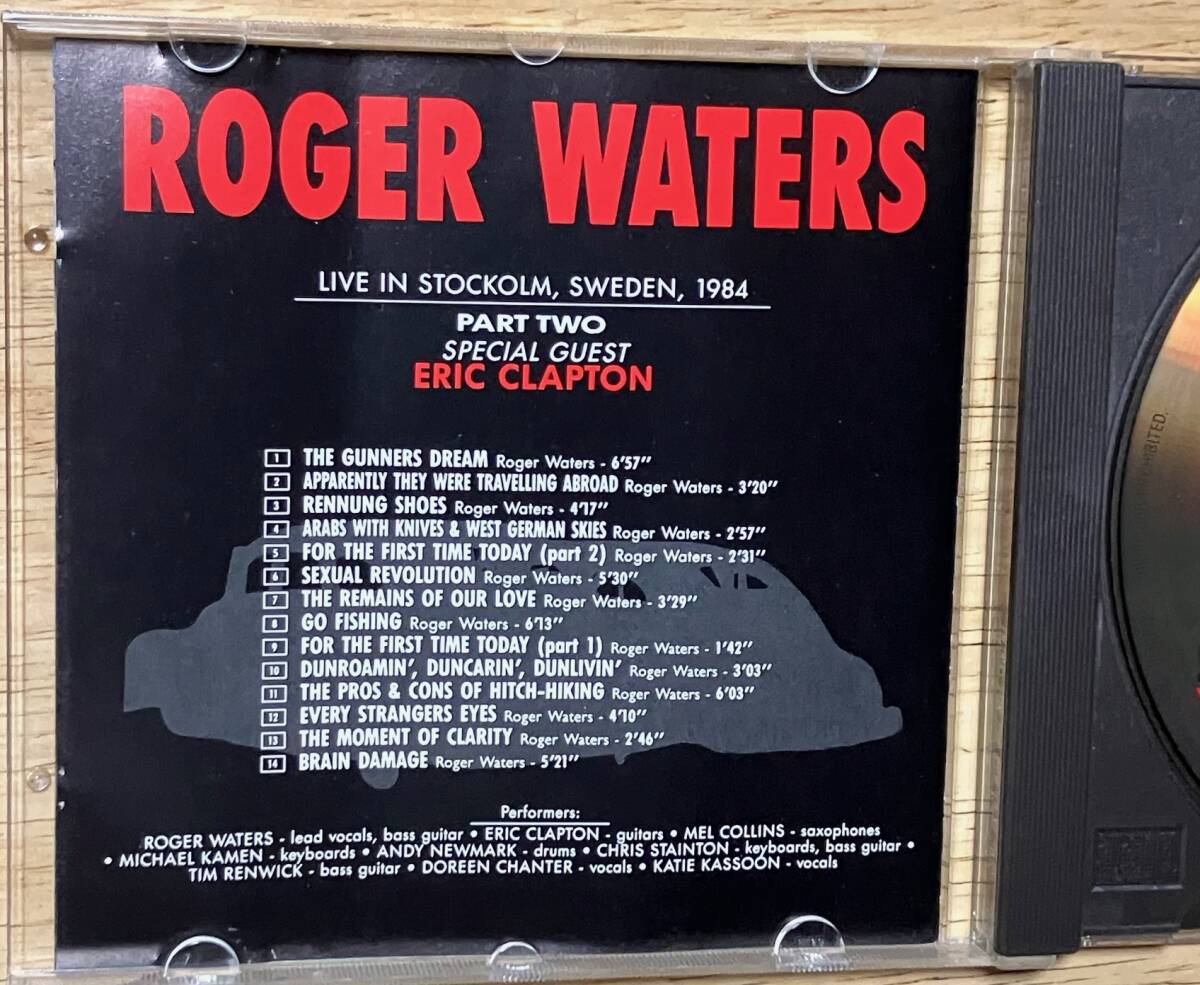 ROGER WATERS
LIVE IN STOCKOLM, SWEDEN, 1984
PART TWO
SPECIAL GUEST
ERIC CLAPTON
1 THE GUNNERS DREAM Roger Waters - 6'57"
2 APPARENTLY THEY WERE TRAVELLING ABROAD Roger Waters - 3'20"
3 RENNUNG SHOES Roger Waters - 4'17"
4 ARABS WITH KNIVES & WEST GERMAN SKIES Roger Waters - 2'57"
5 FOR THE FIRST TIME TODAY (part 2) Roger Waters - 2'31"
6 SEXUAL REVOLUTION Roger Waters - 5'30"
7 THE REMAINS OF OUR LOVE Roger Waters - 3'29"
8 GO FISHING Roger Waters - 6'13"
9 FOR THE FIRST TIME TODAY (part 1) Roger Waters - 1'42"
10 DUNROAMIN', DUNCARIN', DUNLIVIN' Roger Waters - 3'03"
11 THE PROS & CONS OF HITCH-HIKING Roger Waters - 6'03"
12 EVERY STRANGERS EYES Roger Waters - 4'10"
13 THE MOMENT OF CLARITY Roger Waters - 2'46"
14 BRAIN DAMAGE Roger Waters - 5'21"
Performers:
ROGER WATERS - lead vocals, bass guitar • ERIC CLAPTON - guitars • MEL COLLINS - saxophones
• MICHAEL KAMEN - keyboards • ANDY NEWMARK - drums • CHRIS STAINTON - keyboards, bass guitar •
TIM RENWICK - bass guitar • DOREEN CHANTER - vocals • KATIE KASSOON - vocals